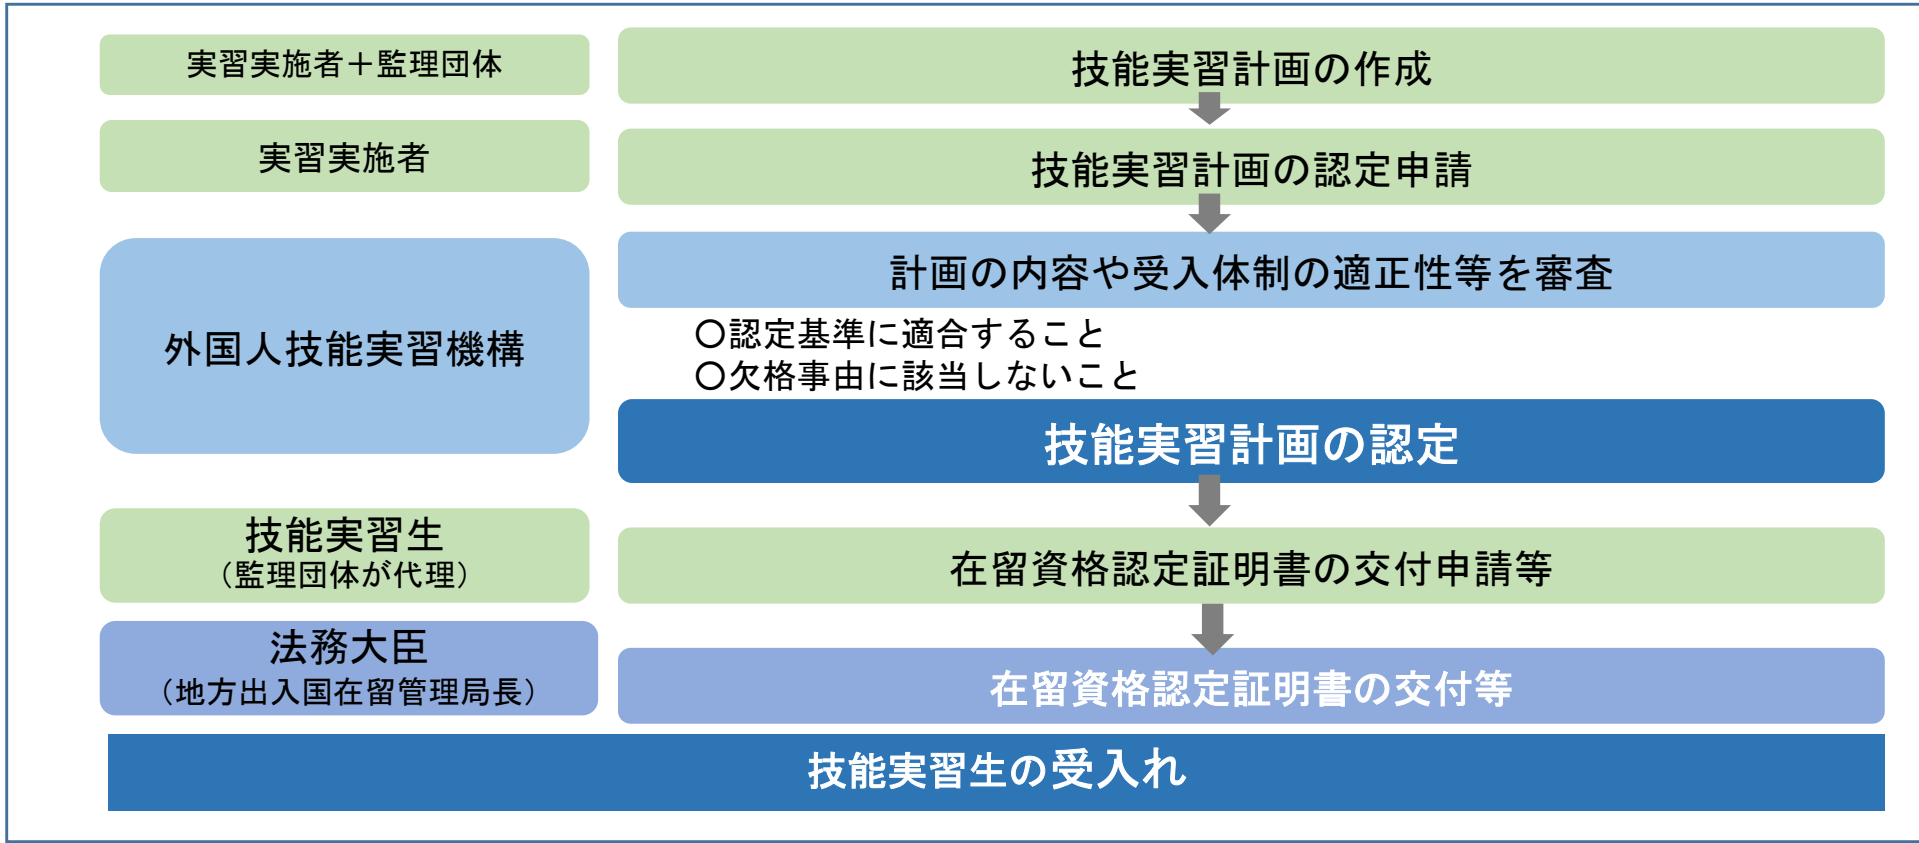 実習実施者＋監理団体
技能実習計画の作成
実習実施者
技能実習計画の認定申請
外国人技能実習機構
計画の内容や受入体制の適正性等を審査
〇認定基準に適合すること
〇欠格事由に該当しないこと
技能実習計画の認定
技能実習生
（監理団体が代理）
在留資格認定証明書の交付申請等
法務大臣
（地方出入国在留管理局長）
在留資格認定証明書の交付等
技能実習生の受入れ